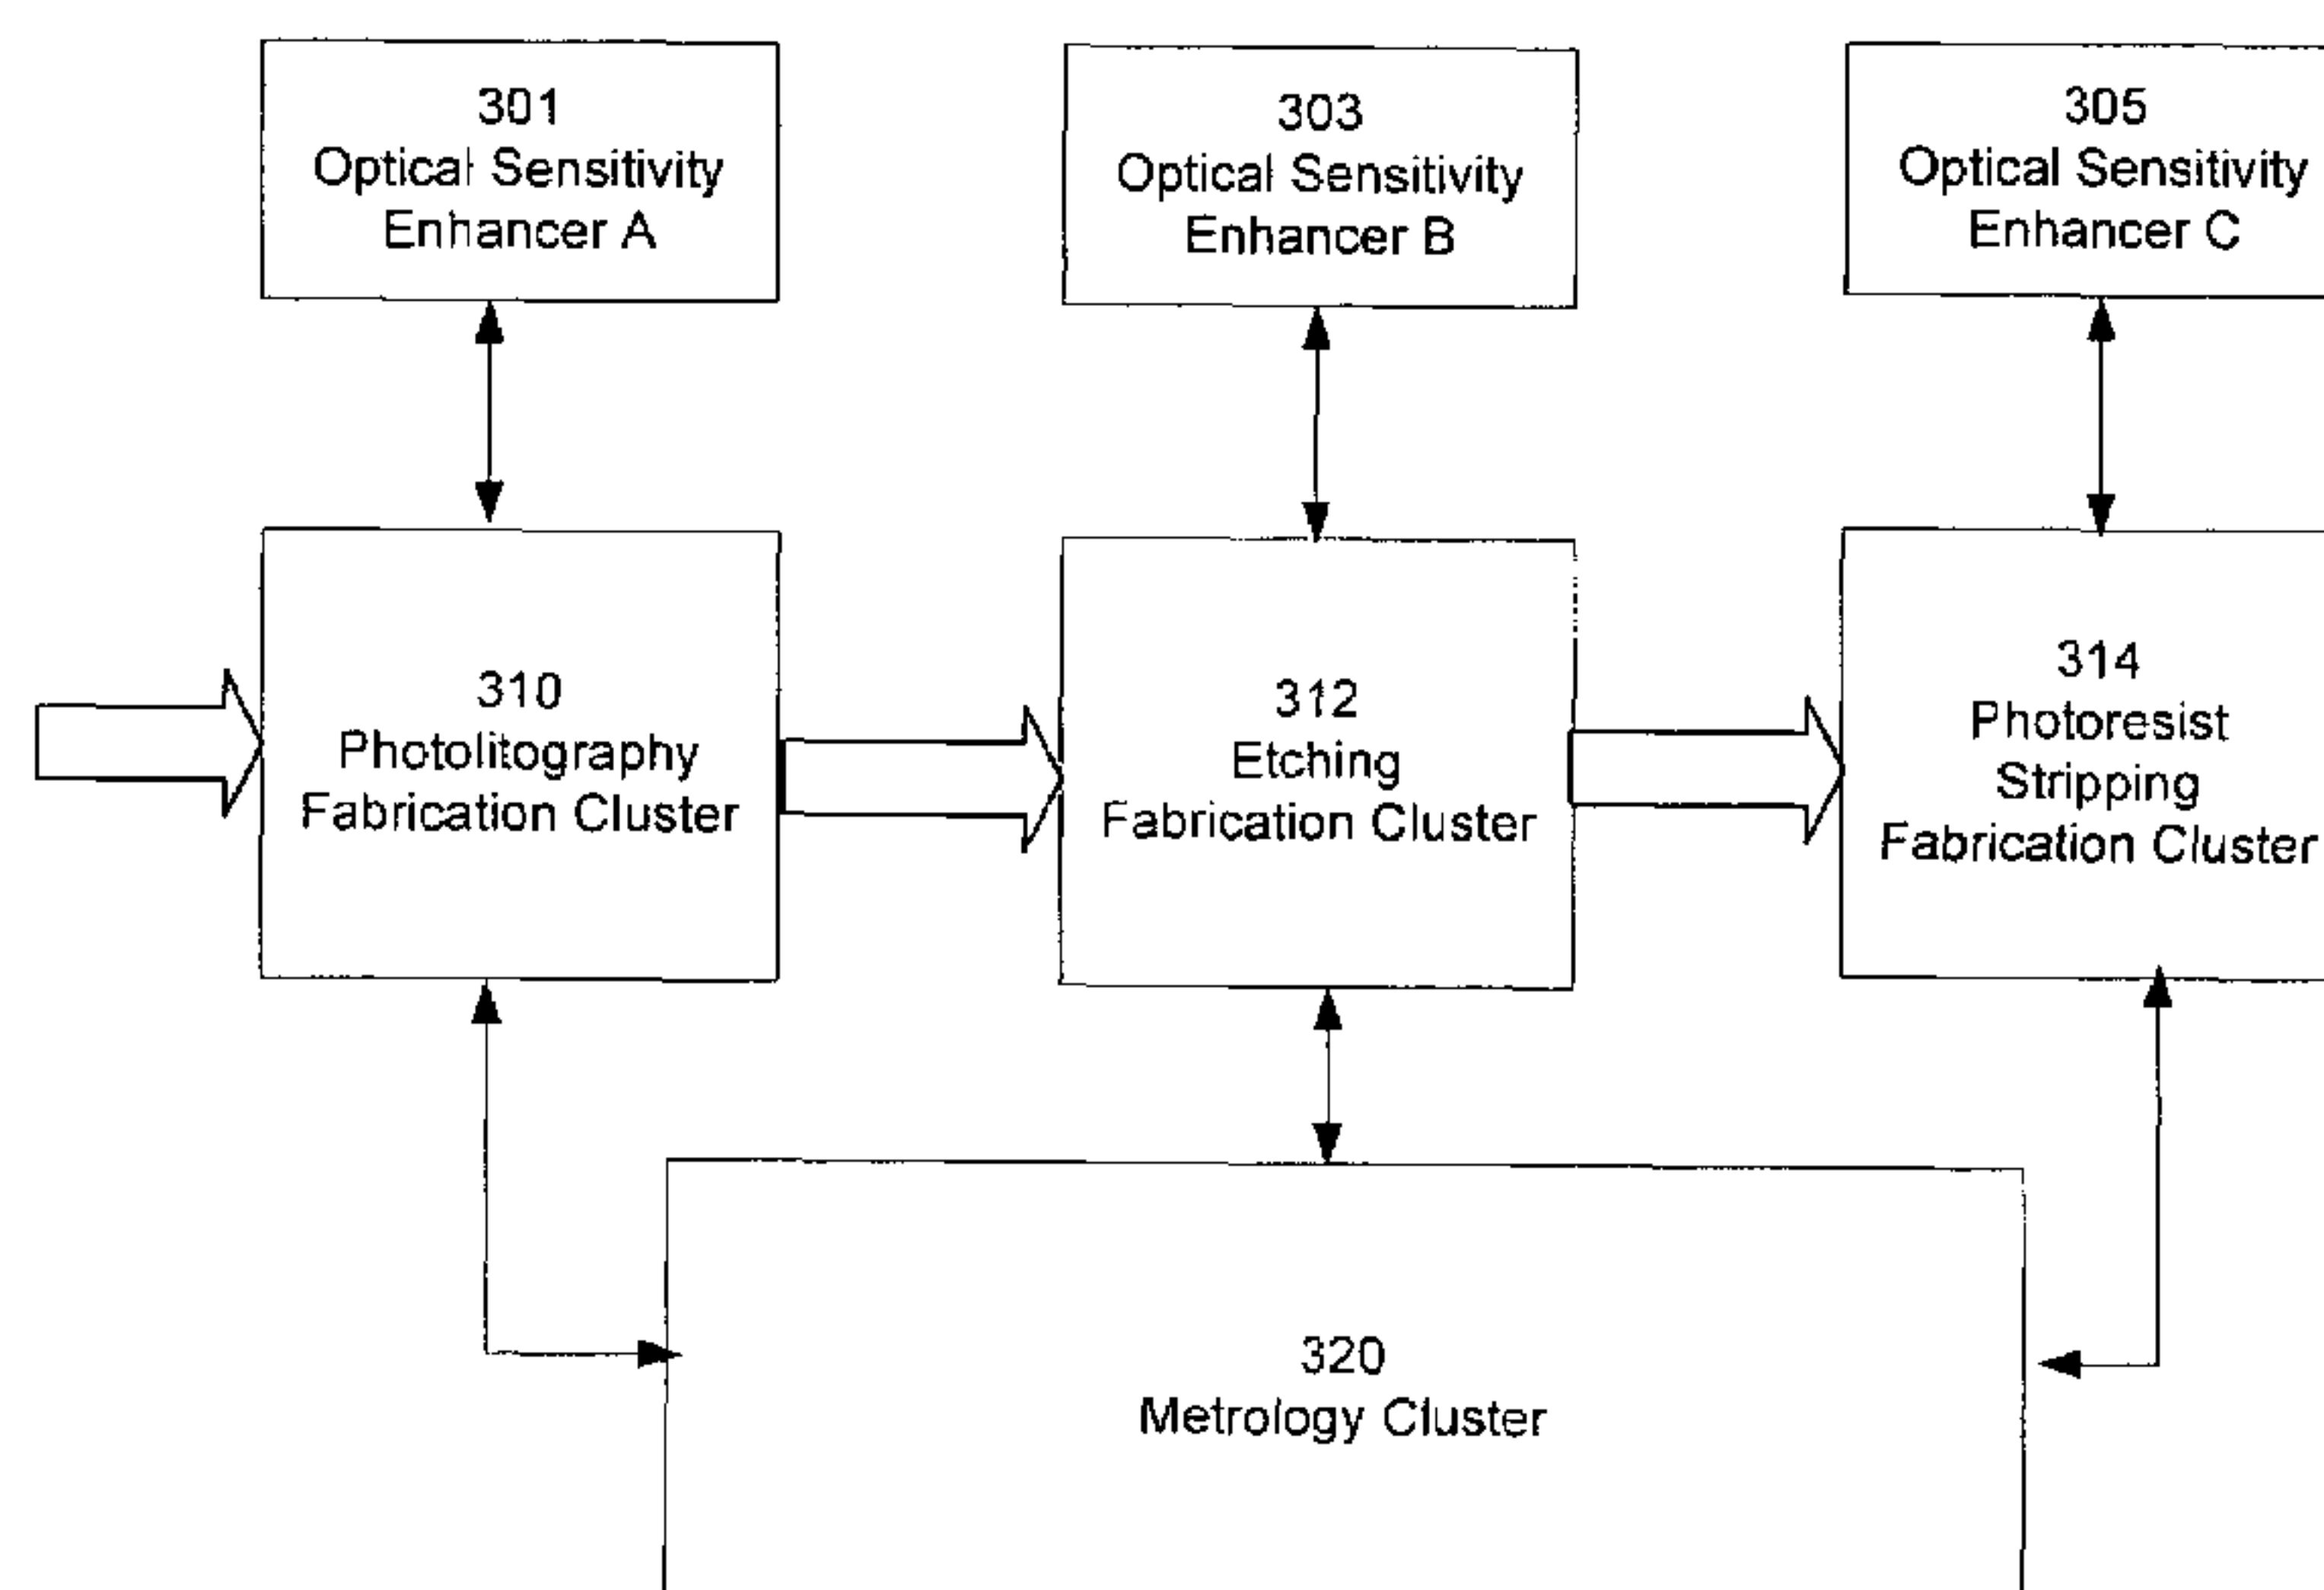 301
Optical Sensitivity
Enhancer A
303
Optical Sensitivity
Enhancer B
305
Optical Sensitivity
Enhancer C
310
Photolitography
Fabrication Cluster
312
Etching
Fabrication Cluster
314
Photoresist
Stripping
Fabrication Cluster
320
Metrology Cluster